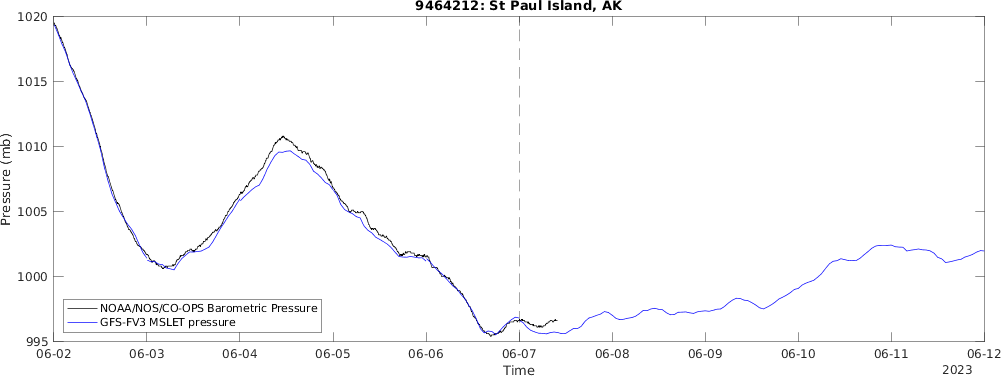 9464212: St Paul Island, AK
Pressure (mb)
1020
1015
1010
1005
1000
995
NOAA/NOS/CO-OPS Barometric Pressure
GFS-FV3 MSLET pressure
06-02 06-03 06-04 06-05 06-06 06-07 06-08 06-09 06-10 06-11 06-12
Time
2023